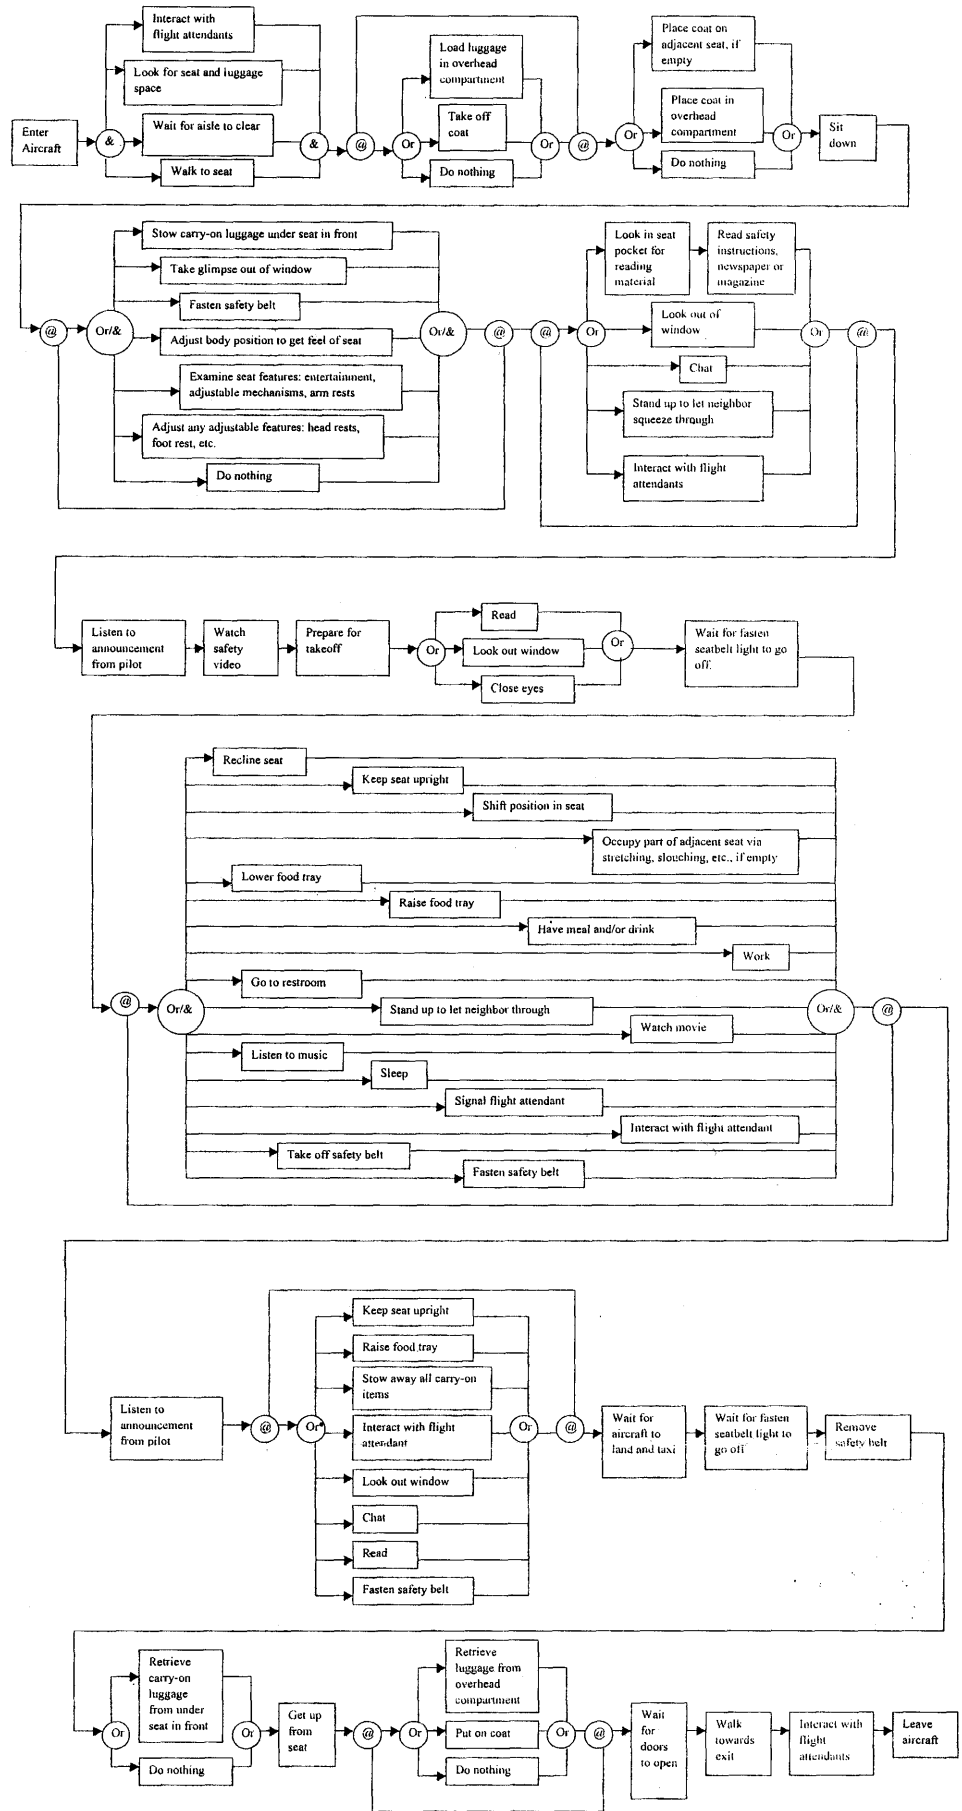 Interact with
flight attendants
Look for seat and luggage
space
Enter
Aircraft
&
Wait for aisle to clear
&
Walk to seat
@
Or
Load luggage
in overhead
compartment
Take off
coat
Do nothing
Or
@
Or
Place coat on
adjacent seat, if
empty
Place coat in
overhead
compartment
Do nothing
Or
Sit
down
@
Or/&
Stow carry-on luggage under seat in front
Take glimpse out of window
Fasten safety belt
Adjust body position to get feel of seat
Examine seat features: entertainment,
adjustable mechanisms, arm rests
Adjust any adjustable features: head rests,
foot rest, etc.
Do nothing
Or/&
@
@
Or
Look in seat
pocket for
reading
material
Read safety
instructions,
newspaper or
magazine
Look out of
window
Chat
Stand up to let neighbor
squeeze through
Interact with flight
attendants
Or
@
Listen to
announcement
from pilot
Watch
safety
video
Prepare for
takeoff
Or
Read
Look out window
Close eyes
Or
Wait for fasten
seatbelt light to go
off.
Recline seat
Keep seat upright
Shift position in seat
Occupy part of adjacent seat via
stretching, slouching, etc., if empty
Lower food tray
Raise food tray
Have meal and/or drink
Work
Go to restroom
@
Or/&
Stand up to let neighbor through
Or/&
@
Watch movie
Listen to music
Sleep
Signal flight attendant
Interact with flight attendant
Take off safety belt
Fasten safety belt
Listen to
announcement
from pilot
@
Or*
Keep seat upright
Raise food tray
Stow away all carry-on
items
Interact with flight
attendant
Look out window
Chat
Read
Fasten safety belt
Or
@
Wait for
aircraft to
land and taxi
Wait for fasten
seatbelt light to
go off
Remove
safety belt
Or
Retrieve
carry-on
luggage
from under
seat in front
Do nothing
Or
Get up
from
seat
@
Or
Retrieve
luggage from
overhead
compartment
Put on coat
Do nothing
Or
@
Wait
for
doors
to open
Walk
towards
exit
Interact with
flight
attendants
Leave
aircraft